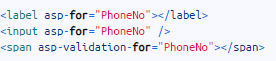 <label asp-for="PhoneNo"></label>
<input asp-for="PhoneNo" />
<span asp-validation-for="PhoneNo"></span>